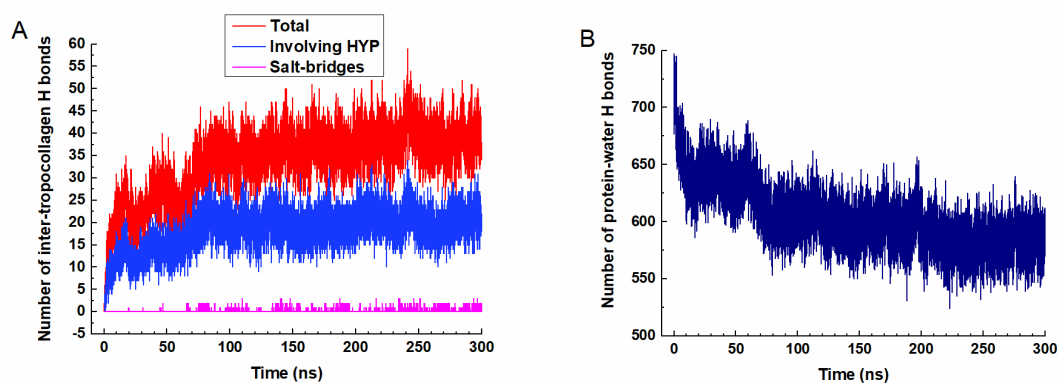 A
Total
Involving HYP
Salt-bridges
Number of inter-tropocollagen H bonds
60
55
50
45
40
35
30
25
20
15
10
5
0
-5
0 50 100 150 200 250 300
Time (ns)
B
Number of protein-water H bonds
750
700
650
600
550
500
0 50 100 150 200 250 300
Time (ns)